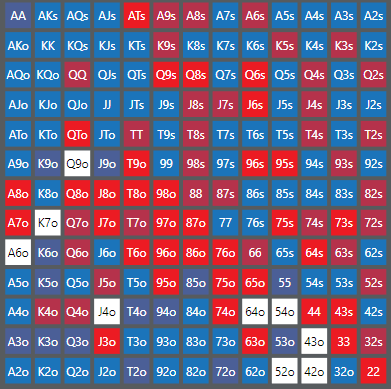 AA AKs AQs AJs ATs A9s A8s A7s A6s A5s A4s A3s A2s
AKo KK KQs KJs KTs K9s K8s K7s K6s K5s K4s K3s K2s
AQo KQo QQ QJs QTs Q9s Q8s Q7s Q6s Q5s Q4s Q3s Q2s
AJo KJo QJo JJ JTs J9s J8s J7s J6s J5s J4s J3s J2s
ATo KTo QTo JTo TT T9s T8s T7s T6s T5s T4s T3s T2s
A9o K9o Q9o J9o T9o 99 98s 97s 96s 95s 94s 93s 92s
A8o K8o Q8o J8o T8o 98o 88 87s 86s 85s 84s 83s 82s
A7o K7o Q7o J7o T7o 97o 87o 77 76s 75s 74s 73s 72s
A6o K6o Q6o J6o T6o 96o 86o 76o 66 65s 64s 63s 62s
A5o K5o Q5o J5o T5o 95o 85o 75o 65o 55 54s 53s 52s
A4o K4o Q4o J4o T4o 94o 84o 74o 64o 54o 44 43s 42s
A3o K3o Q3o J3o T3o 93o 83o 73o 63o 53o 43o 33 32s
A2o K2o Q2o J2o T2o 92o 82o 72o 62o 52o 42o 32o 22